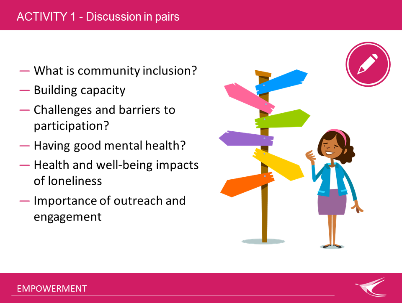 ACTIVITY 1 - Discussion in pairs
— What is community inclusion?
— Building capacity
— Challenges and barriers to
participation?
— Having good mental health?
— Health and well-being impacts
of loneliness
— Importance of outreach and
engagement
EMPOWERMENT